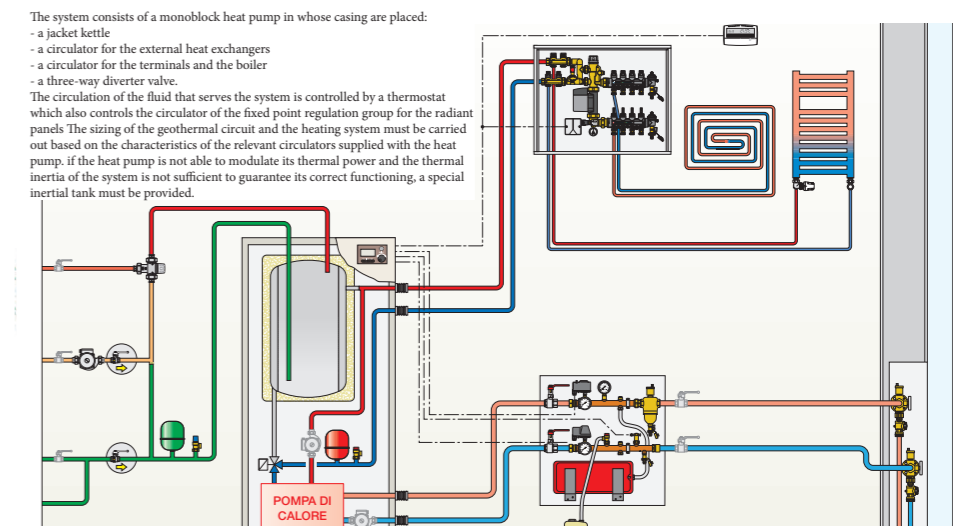 The system consists of a monoblock heat pump in whose casing are placed:
- a jacket kettle
- a circulator for the external heat exchangers
- a circulator for the terminals and the boiler
- a three-way diverter valve.
The circulation of the fluid that serves the system is controlled by a thermostat
which also controls the circulator of the fixed point regulation group for the radiant
panels The sizing of the geothermal circuit and the heating system must be carried
out based on the characteristics of the relevant circulators supplied with the heat
pump. if the heat pump is not able to modulate its thermal power and the thermal
inertia of the system is not sufficient to guarantee its correct functioning, a special
inertial tank must be provided.
POMPA DI
CALORE